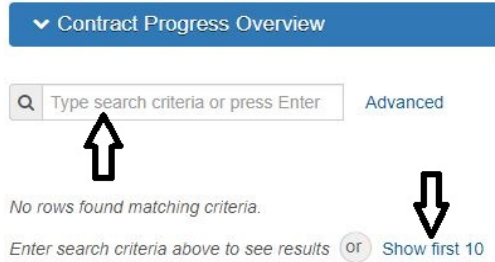 Contract Progress Overview
Type search criteria or press Enter Advanced
No rows found matching criteria.
Enter search criteria above to see results or Show first 10